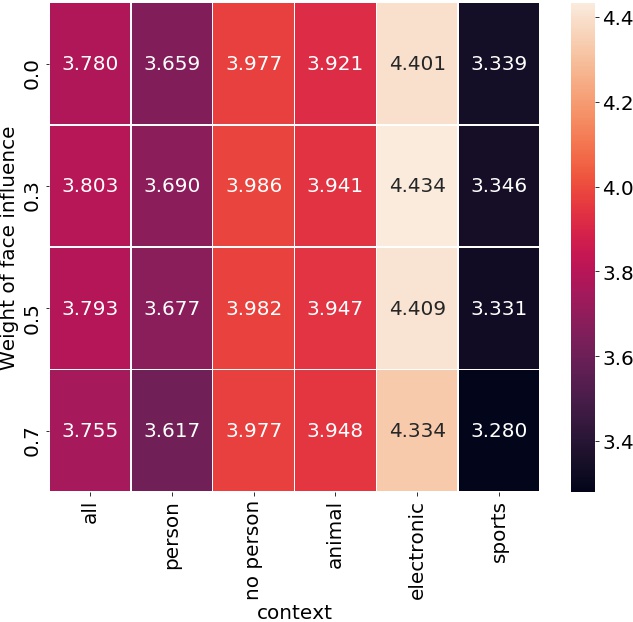 Weight of face influence
0.0 3.780 3.659 3.977 3.921 4.401 3.339
0.3 3.803 3.690 3.986 3.941 4.434 3.346
0.5 3.793 3.677 3.982 3.947 4.409 3.331
0.7 3.755 3.617 3.977 3.948 4.334 3.280
all person no person animal electronic sports
context
4.4
4.2
4.0
3.8
3.6
3.4